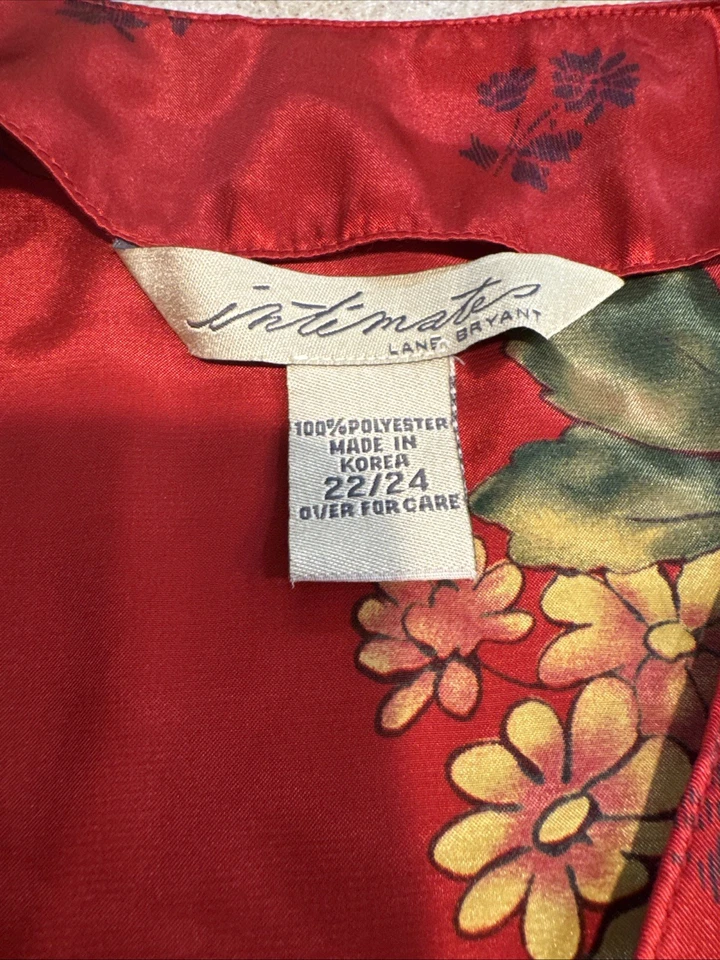 intimates
LANE BRYANT
100% POLYESTER
MADE IN
KOREA
22/24
OVER FOR CARE